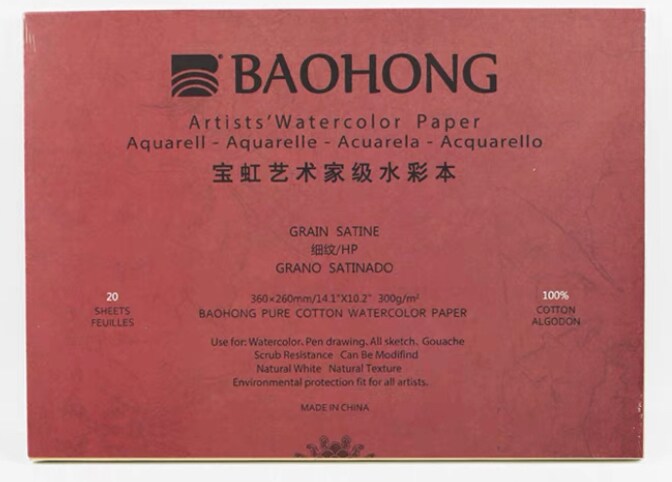 BAOHONG
Artists' Watercolor Paper
Aquarell - Aquarelle - Acuarela - Acquarello
宝虹艺术家级水彩本
GRAIN SATINE
细纹/HP
GRANO SATINADO
20
SHEETS
FEUILLES
360×260mm/14.1"X10.2" 300g/m²
BAOHONG PURE COTTON WATERCOLOR PAPER
100%
COTTON
ALGODON
Use for: Watercolor. Pen drawing. All sketch. Gouache
Scrub Resistance Can Be Modifind
Natural White Natural Texture
Environmental protection fit for all artists.
MADE IN CHINA